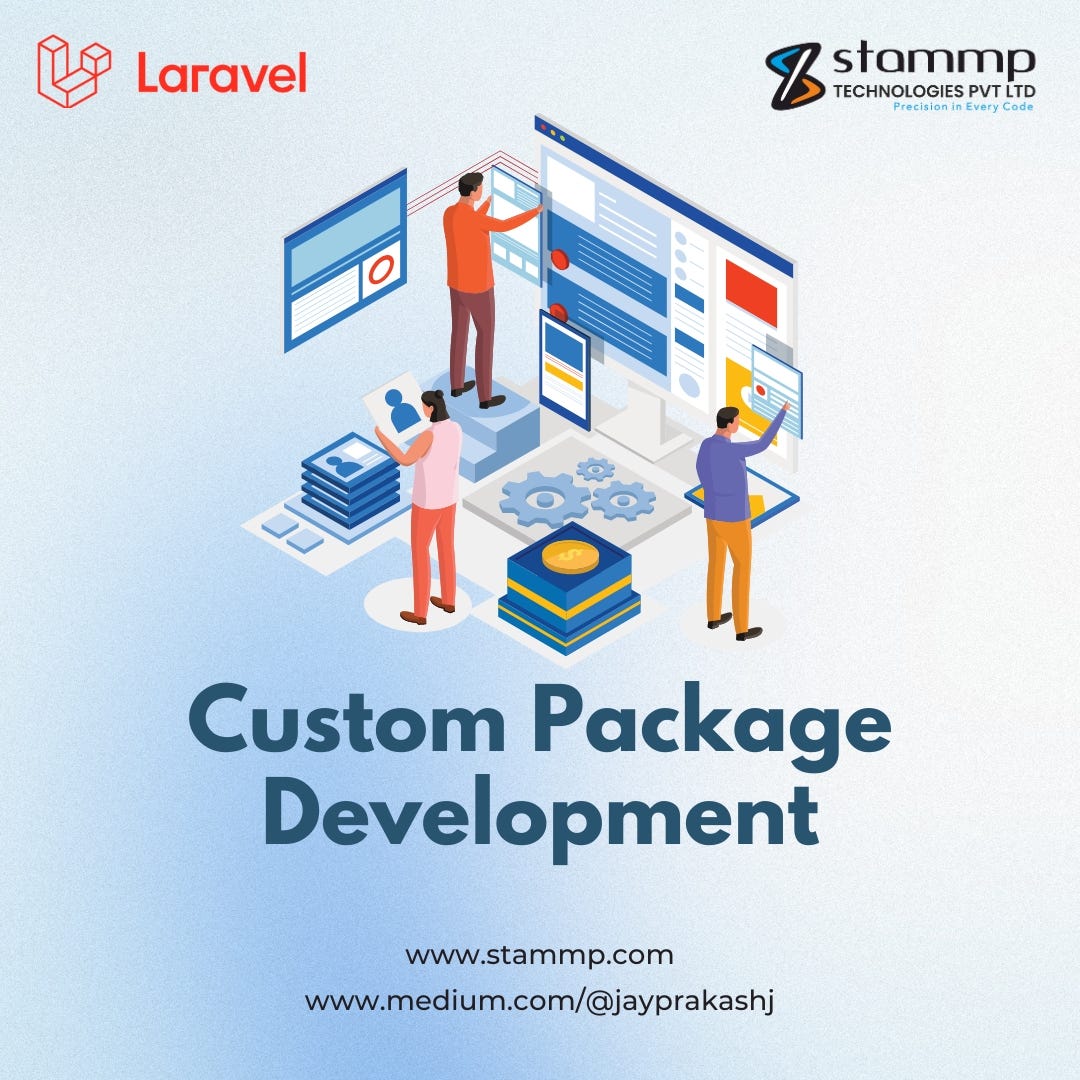 Laravel
stammp
TECHNOLOGIES PVT LTD
Precision in Every Code
Custom Package
Development
www.stammp.com
www.medium.com/@jayprakashj